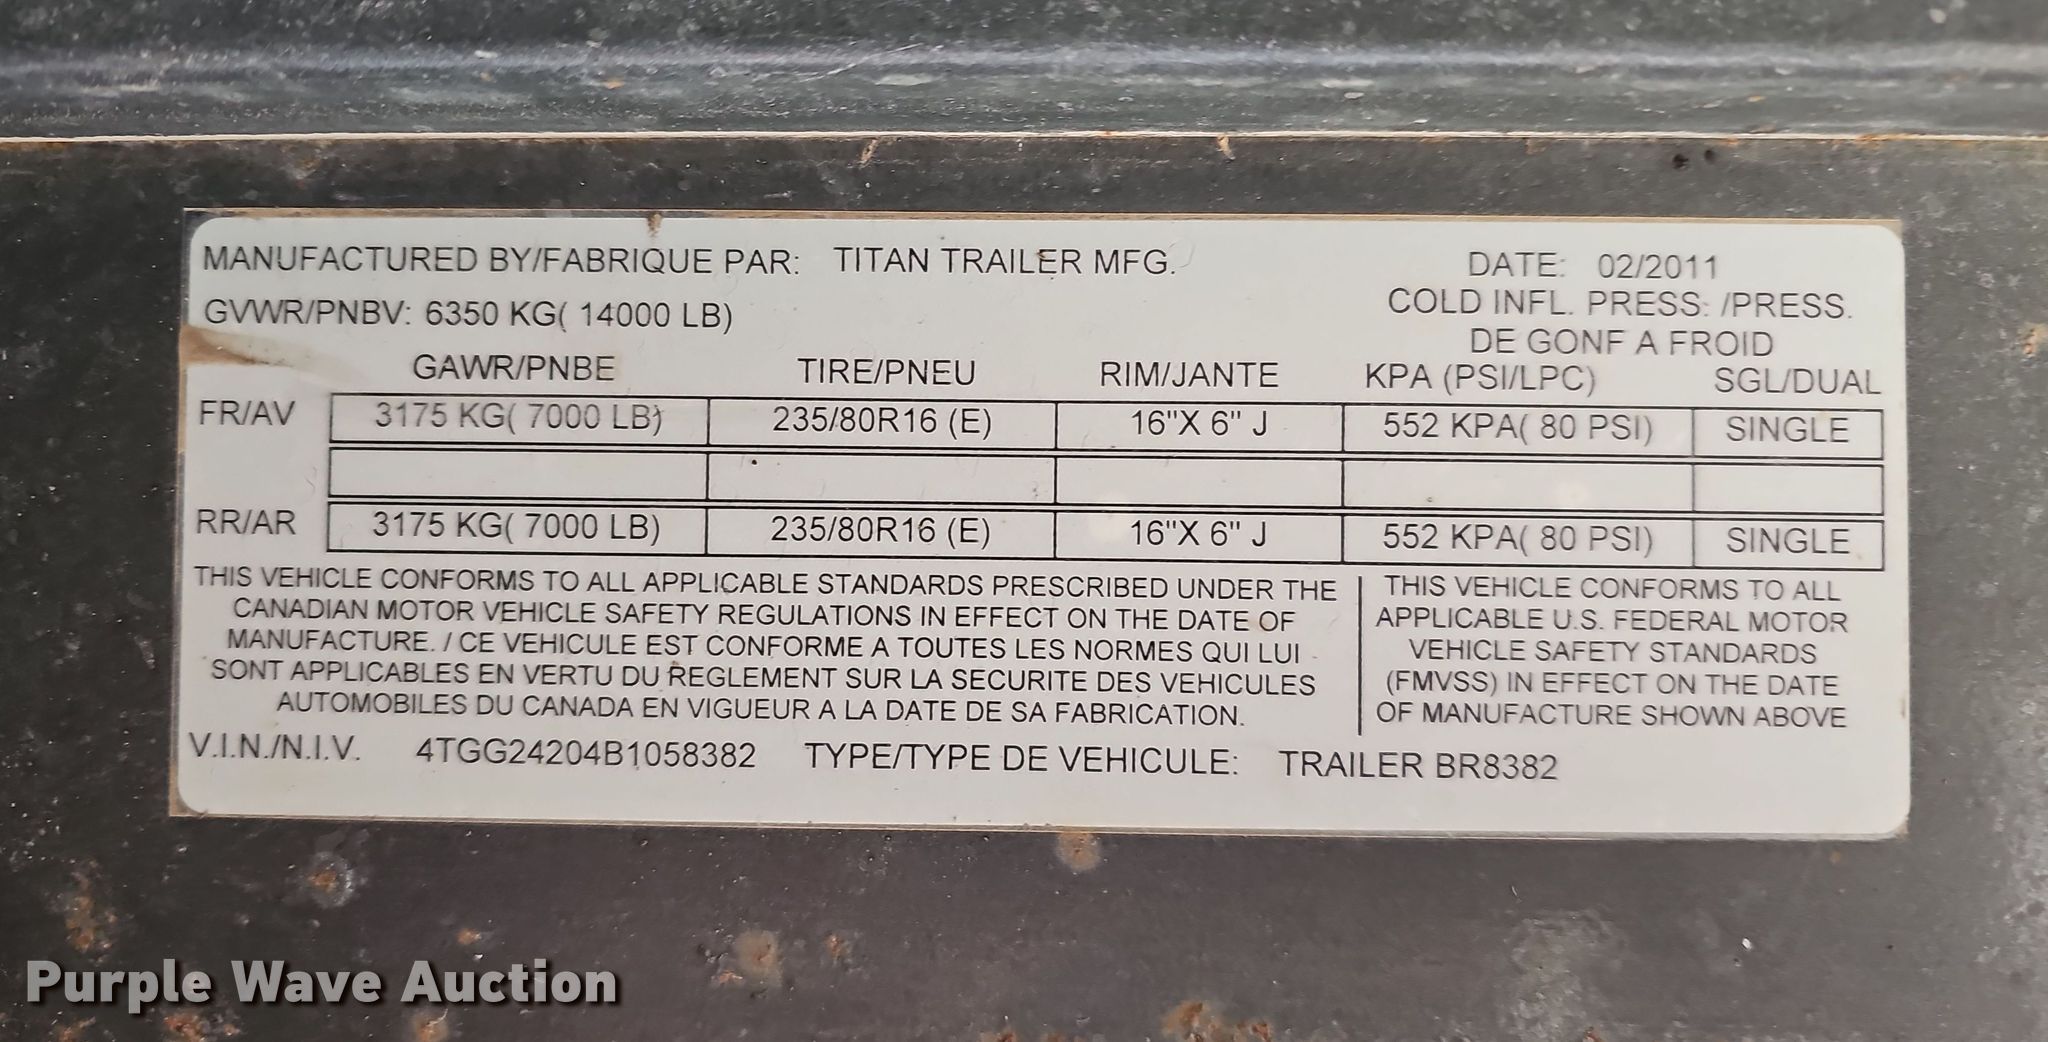 MANUFACTURED BY/FABRIQUE PAR: TITAN TRAILER MFG. DATE: 02/2011
GVWR/PNBV: 6350 KG( 14000 LB) COLD INFL. PRESS: /PRESS.
DE GONF A FROID
GAWR/PNBE TIRE/PNEU RIM/JANTE KPA (PSI/LPC) SGL/DUAL
FR/AV 3175 KG( 7000 LB) 235/80R16 (E) 16"X 6" J 552 KPA( 80 PSI) SINGLE
RR/AR 3175 KG( 7000 LB) 235/80R16 (E) 16"X 6" J 552 KPA( 80 PSI) SINGLE
THIS VEHICLE CONFORMS TO ALL APPLICABLE STANDARDS PRESCRIBED UNDER THE
CANADIAN MOTOR VEHICLE SAFETY REGULATIONS IN EFFECT ON THE DATE OF
MANUFACTURE. / CE VEHICULE EST CONFORME A TOUTES LES NORMES QUI LUI
SONT APPLICABLES EN VERTU DU REGLEMENT SUR LA SECURITE DES VEHICULES
AUTOMOBILES DU CANADA EN VIGUEUR A LA DATE DE SA FABRICATION.
THIS VEHICLE CONFORMS TO ALL
APPLICABLE U.S. FEDERAL MOTOR
VEHICLE SAFETY STANDARDS
(FMVSS) IN EFFECT ON THE DATE
OF MANUFACTURE SHOWN ABOVE
V.I.N./N.I.V. 4TGG24204B1058382 TYPE/TYPE DE VEHICULE: TRAILER BR8382
Purple Wave Auction